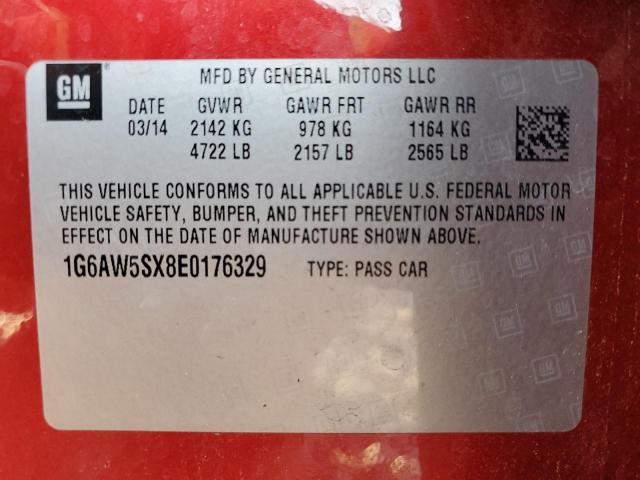 GM
MFD BY GENERAL MOTORS LLC
DATE GVWR GAWR FRT GAWR RR
03/14 2142 KG 978 KG 1164 KG
4722 LB 2157 LB 2565 LB
THIS VEHICLE CONFORMS TO ALL APPLICABLE U.S. FEDERAL MOTOR
VEHICLE SAFETY, BUMPER, AND THEFT PREVENTION STANDARDS IN
EFFECT ON THE DATE OF MANUFACTURE SHOWN ABOVE.
1G6AW5SX8E0176329 TYPE: PASS CAR